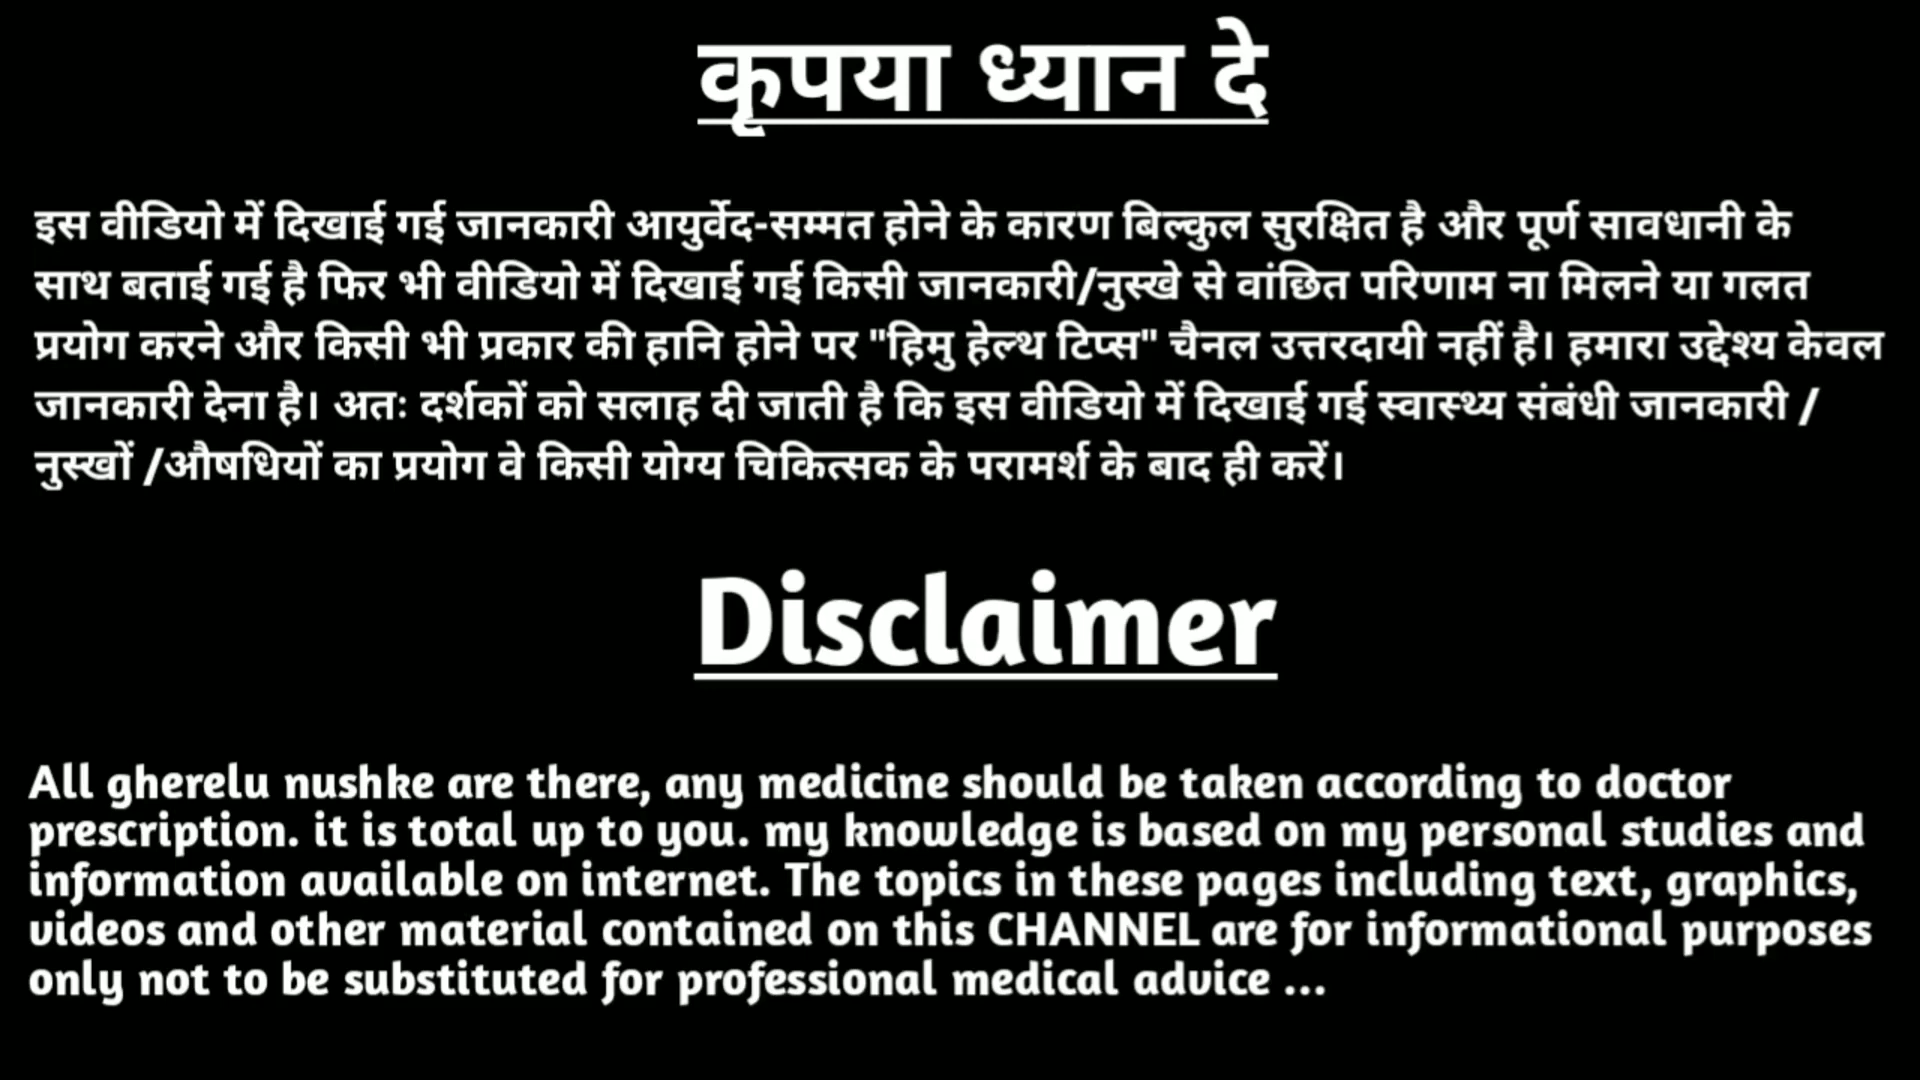 कृपया ध्यान दे
इस वीडियो में दिखाई गई जानकारी आयुर्वेद-सम्मत होने के कारण बिल्कुल सुरक्षित है और पूर्ण सावधानी के
साथ बताई गई है फिर भी वीडियो में दिखाई गई किसी जानकारी/नुस्खे से वांछित परिणाम ना मिलने या गलत
प्रयोग करने और किसी भी प्रकार की हानि होने पर "हिमु हेल्थ टिप्स" चैनल उत्तरदायी नहीं है। हमारा उद्देश्य केवल
जानकारी देना है। अतः दर्शकों को सलाह दी जाती है कि इस वीडियो में दिखाई गई स्वास्थ्य संबंधी जानकारी /
नुस्खों /औषधियों का प्रयोग वे किसी योग्य चिकित्सक के परामर्श के बाद ही करें।
Disclaimer
All gherelu nushke are there, any medicine should be taken according to doctor
prescription. it is total up to you. my knowledge is based on my personal studies and
information available on internet. The topics in these pages including text, graphics,
videos and other material contained on this CHANNEL are for informational purposes
only not to be substituted for professional medical advice ...